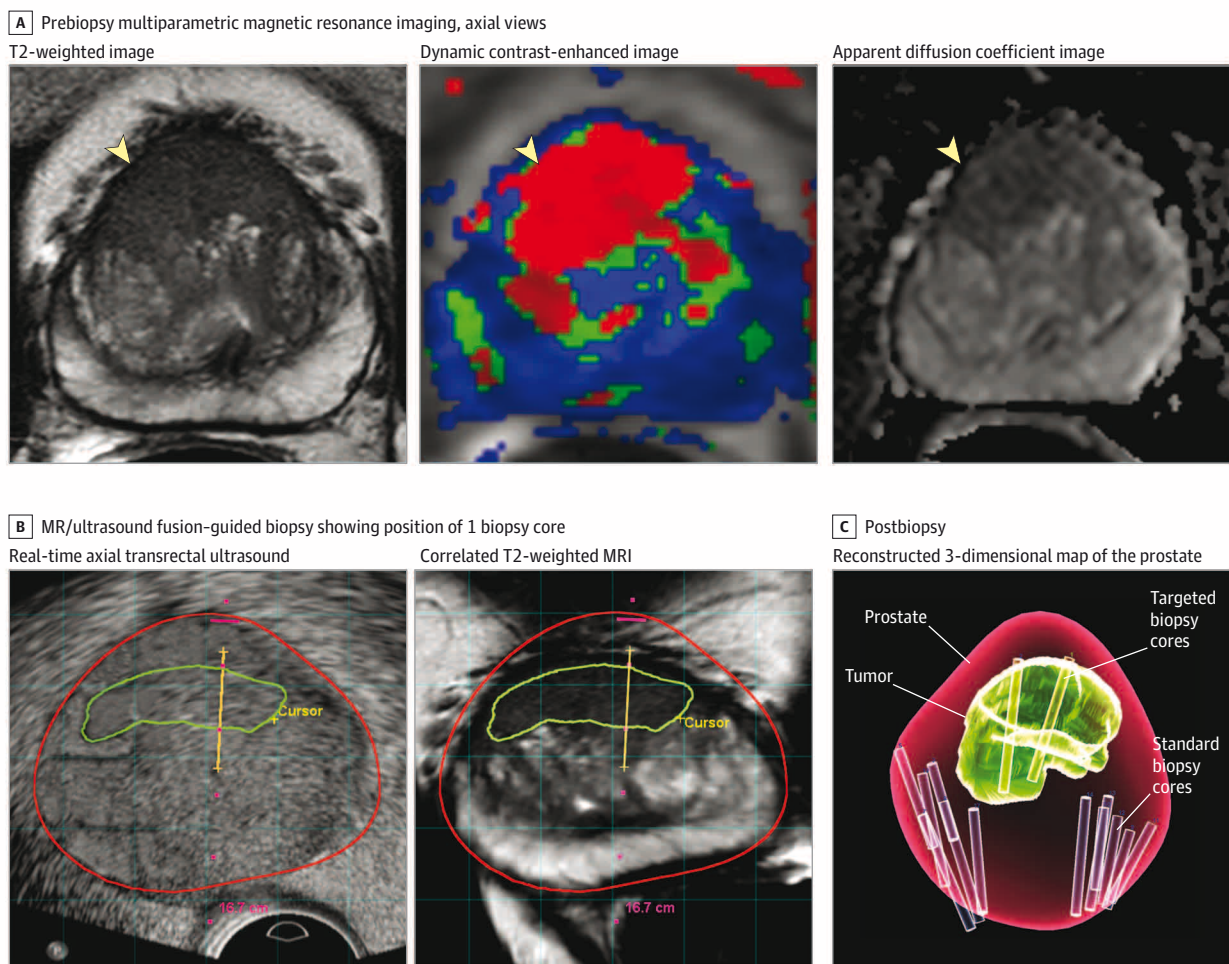 A Prebiopsy multiparametric magnetic resonance imaging, axial views
T2-weighted image
Dynamic contrast-enhanced image
Apparent diffusion coefficient image
B MR/ultrasound fusion-guided biopsy showing position of 1 biopsy core
Real-time axial transrectal ultrasound
Correlated T2-weighted MRI
Cursor
16.7 cm
Cursor
16.7 cm
C Postbiopsy
Reconstructed 3-dimensional map of the prostate
Prostate
Targeted
biopsy
cores
Tumor
Standard
biopsy
cores